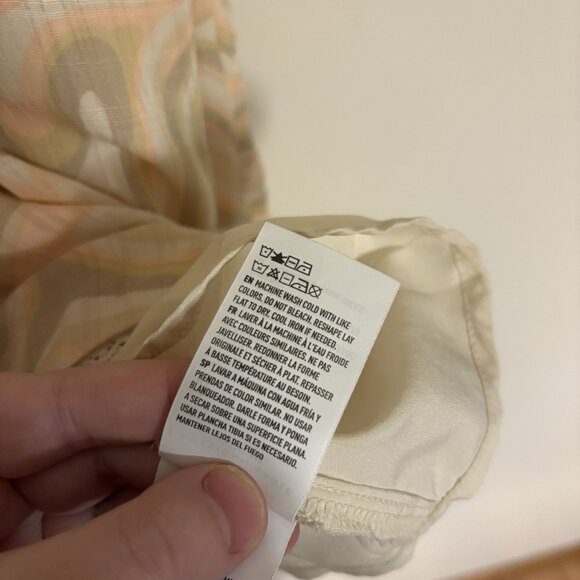 EN MACHINE WASH COLD WITH LIKE
COLORS. DO NOT BLEACH. RESHAPE LAY
FLAT TO DRY. COOL IRON IF NEEDED.
FR LAVER À LA MACHINE À L'EAU FROIDE
AVEC COULEURS SIMILAIRES. NE PAS
JAVELLISER. REDONNER LA FORME
ORIGINALE ET SÉCHER À PLAT. REPASSER
À BASSE TEMPÉRATURE AU BESOIN.
SP LAVAR A MÁQUINA CON AGUA FRÍA Y
PRENDAS DE COLOR SIMILAR. NO USAR
BLANQUEADOR. DARLE FORMA Y PONGA
A SECAR SOBRE UNA SUPERFICIE PLANA.
USAR PLANCHA TIBIA SI ES NECESARIO.
MANTENER LEJOS DEL FUEGO